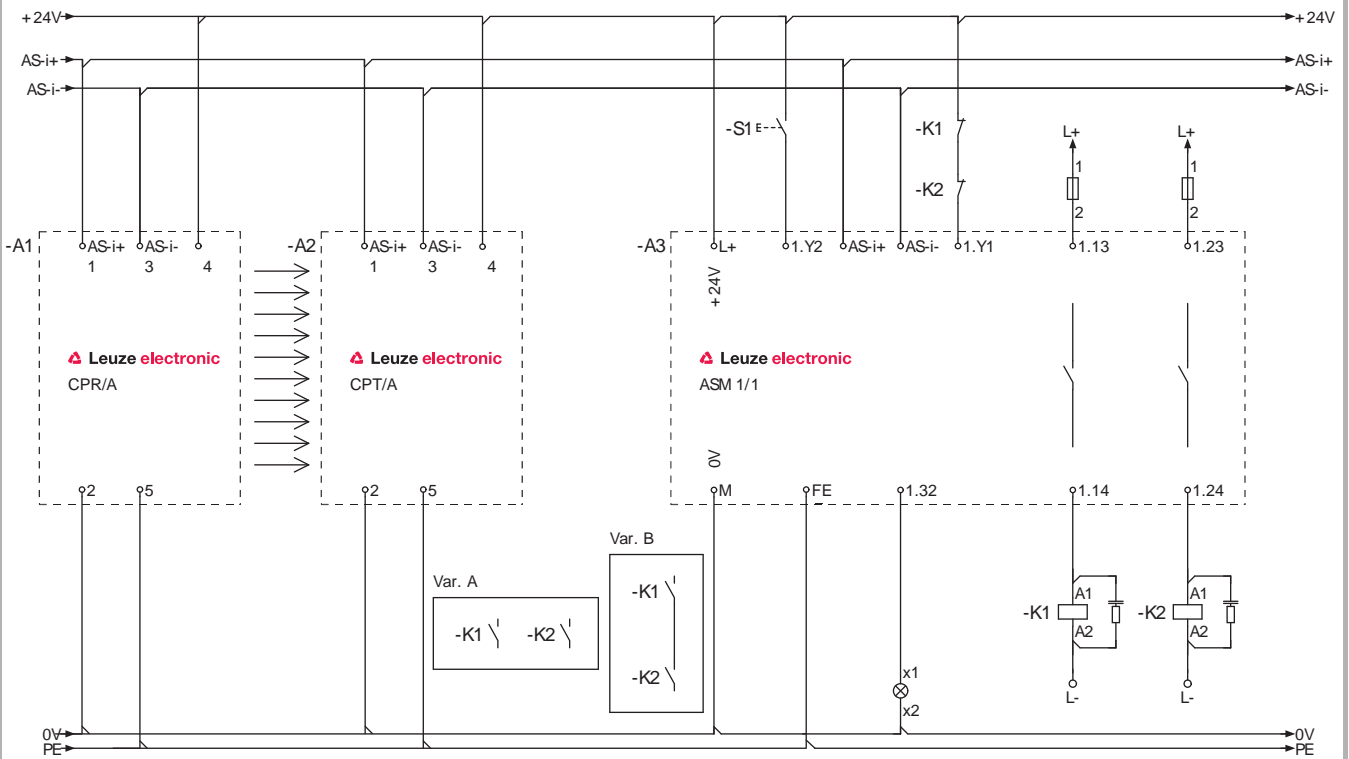 +24V +24V
AS-i+ AS-i+
AS-i- AS-i-
-S1 -K1 L+ L+
1 1
-K2
2 2
-A1 AS-i+ AS-i- -A2 AS-i+ AS-i- -A3 L+ 1.Y2 AS-i+ AS-i- 1.Y1 1.13 1.23
1 3 4 1 3 4
+24V
Leuze electronic Leuze electronic Leuze electronic
CPR/A CPT/A ASM 1/1
0V
2 5 2 5 M FE 1.32 1.14 1.24
Var. B
Var. A
-K1 A1 A1
-K1 -K2
-K1 -K2
A2 A2
-K2
x1
L- L-
x2
0V 0V
PE PE